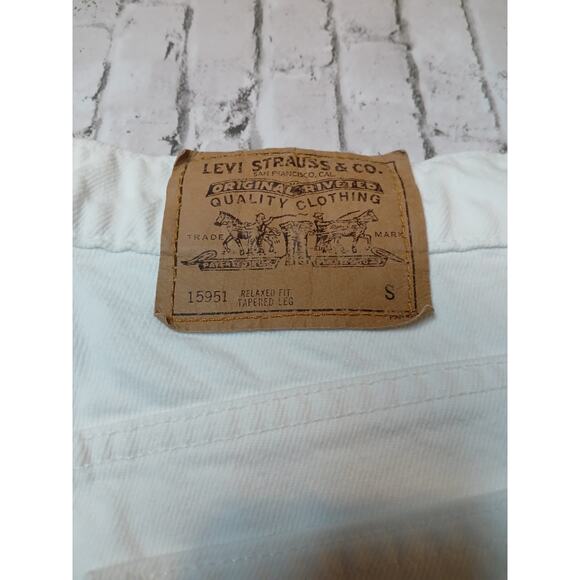 LEVI STRAUSS & CO.
SAN FRANCISCO, CAL.
ORIGINAL RIVETED
QUALITY CLOTHING
TRADE MARK
15951 RELAXED FIT S
TAPERED LEG